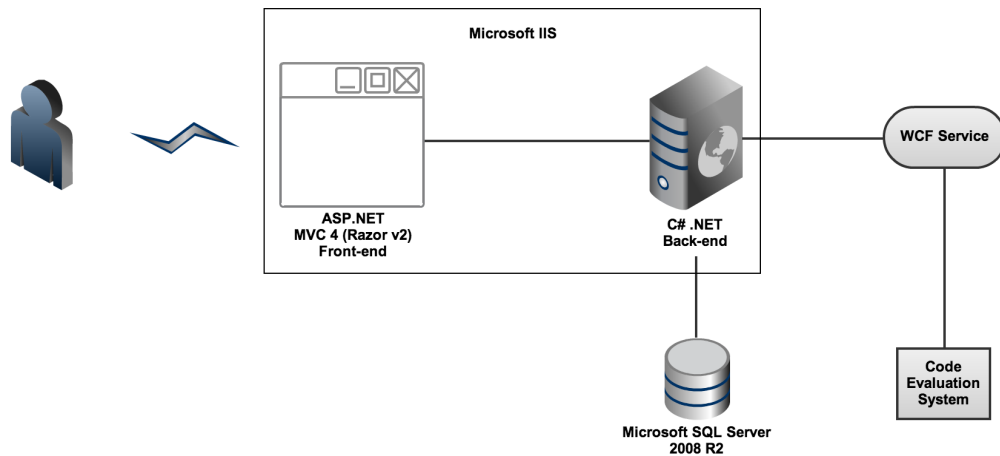 Microsoft IIS
ASP.NET
MVC 4 (Razor v2)
Front-end
C# .NET
Back-end
WCF Service
Microsoft SQL Server
2008 R2
Code
Evaluation
System